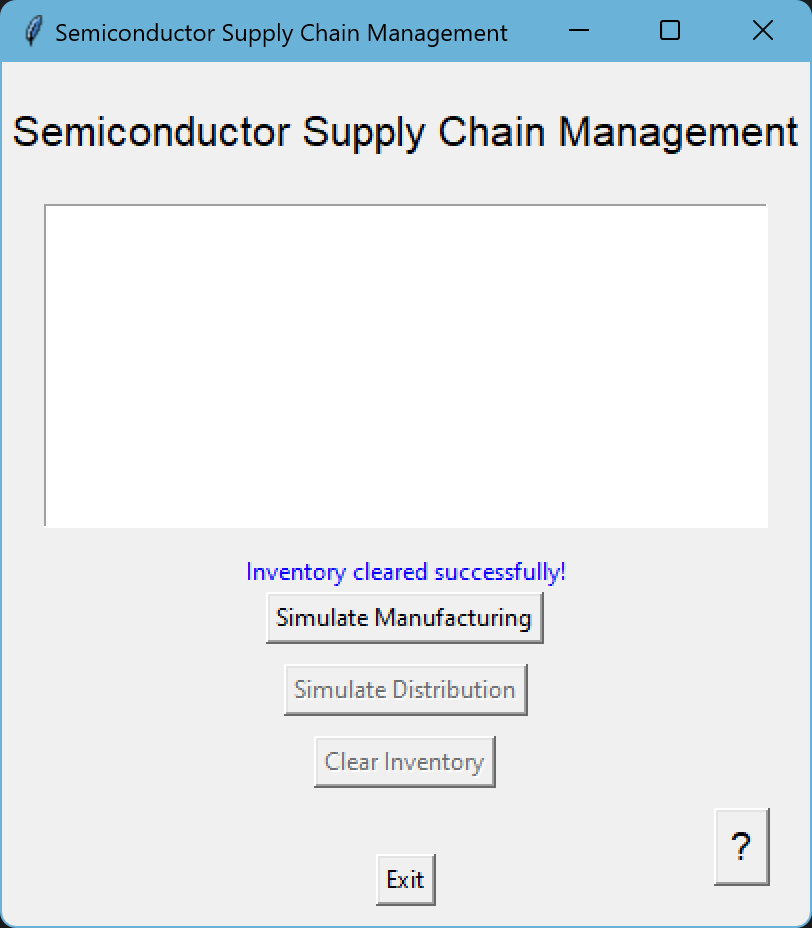 Semiconductor Supply Chain Management
Semiconductor Supply Chain Management
Inventory cleared successfully!
Simulate Manufacturing
Simulate Distribution
Clear Inventory
?
Exit